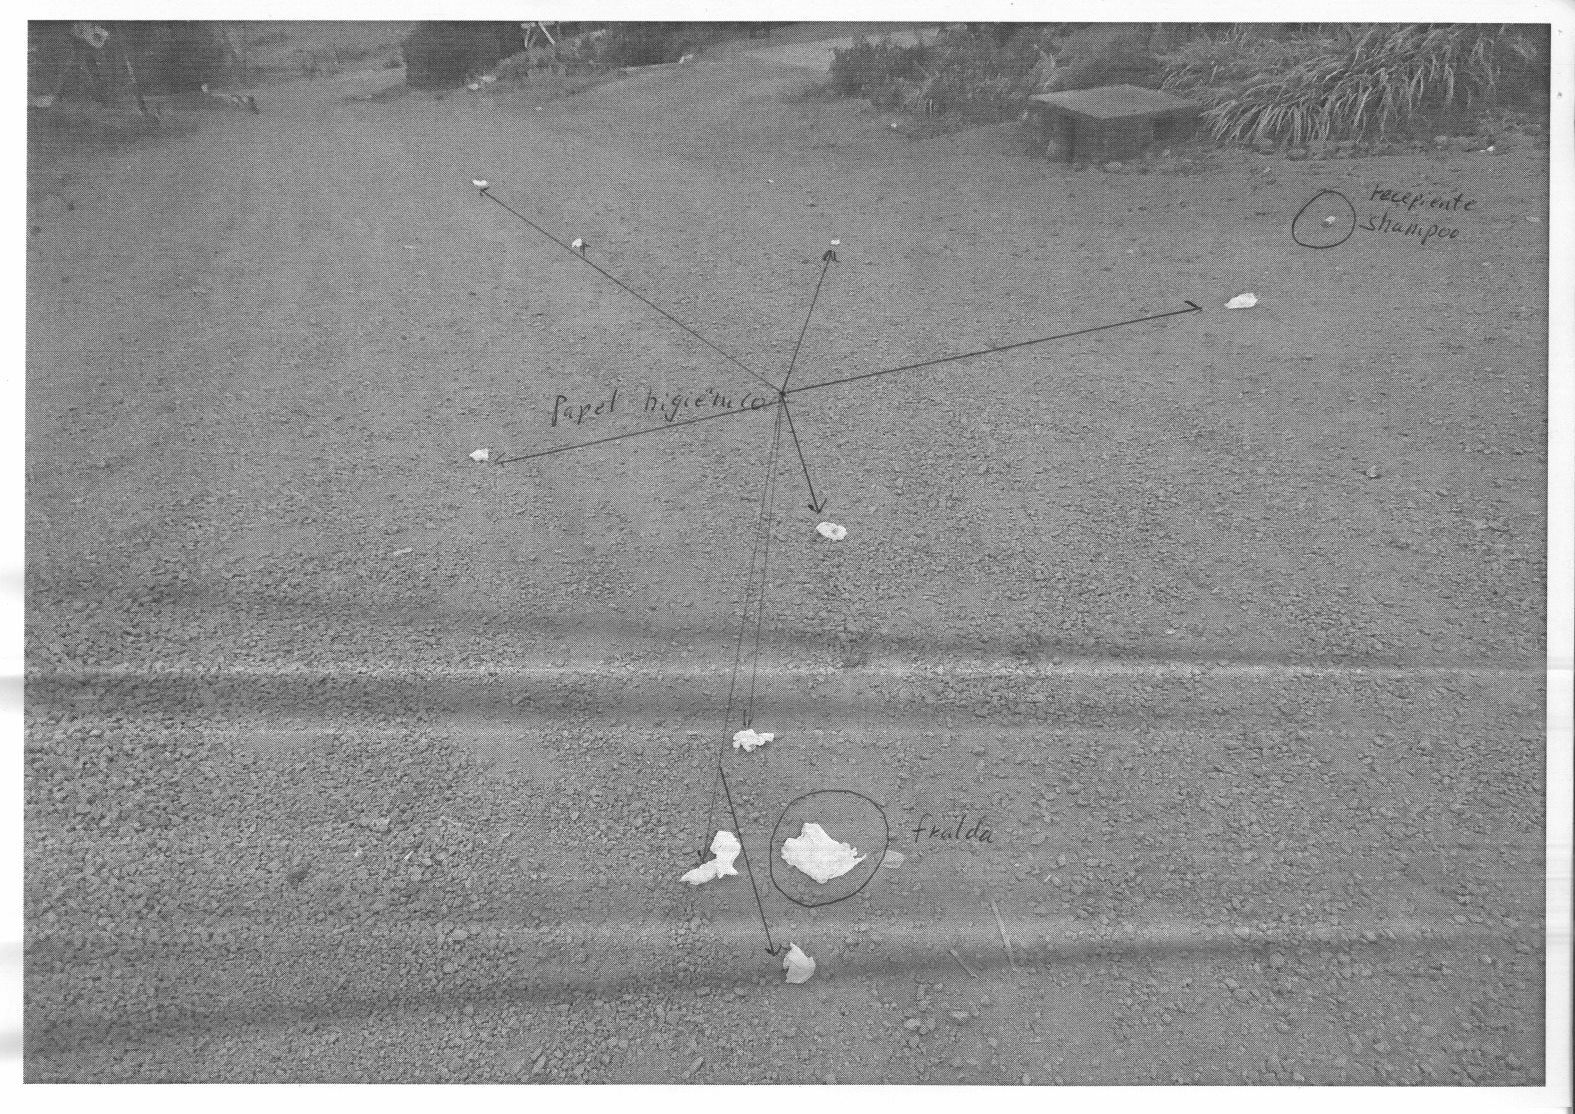 recepiente
shampoo
Papel higiênico
fralda